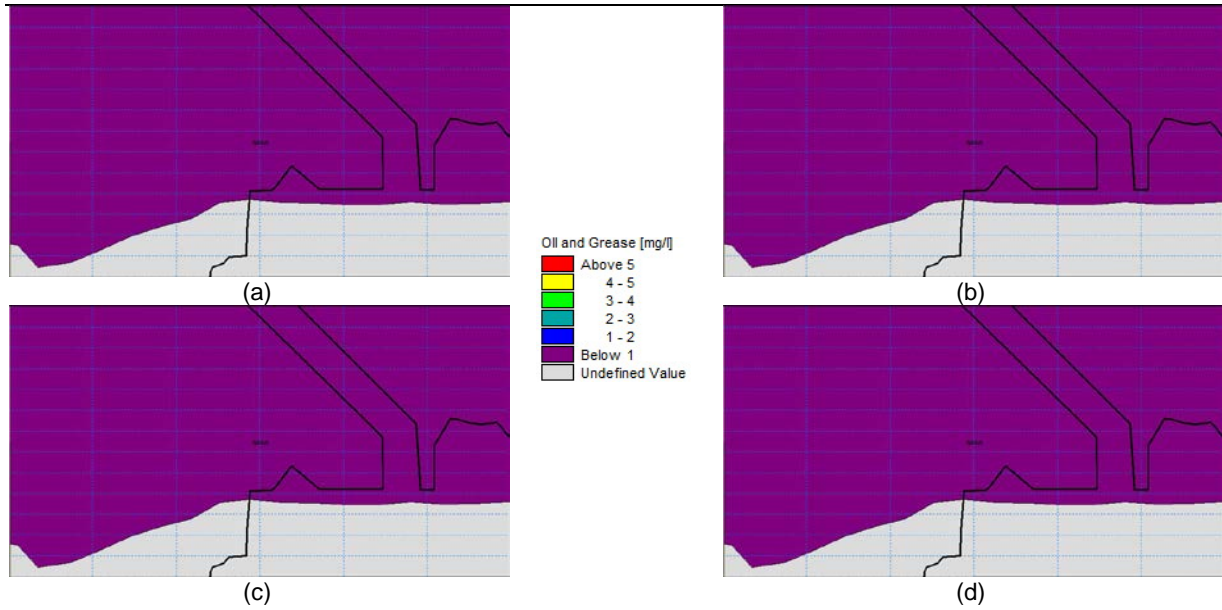 (a)
(b)
Oil and Grease [mg/l]
Above 5
4 - 5
3 - 4
2 - 3
1 - 2
Below 1
Undefined Value
(c)
(d)